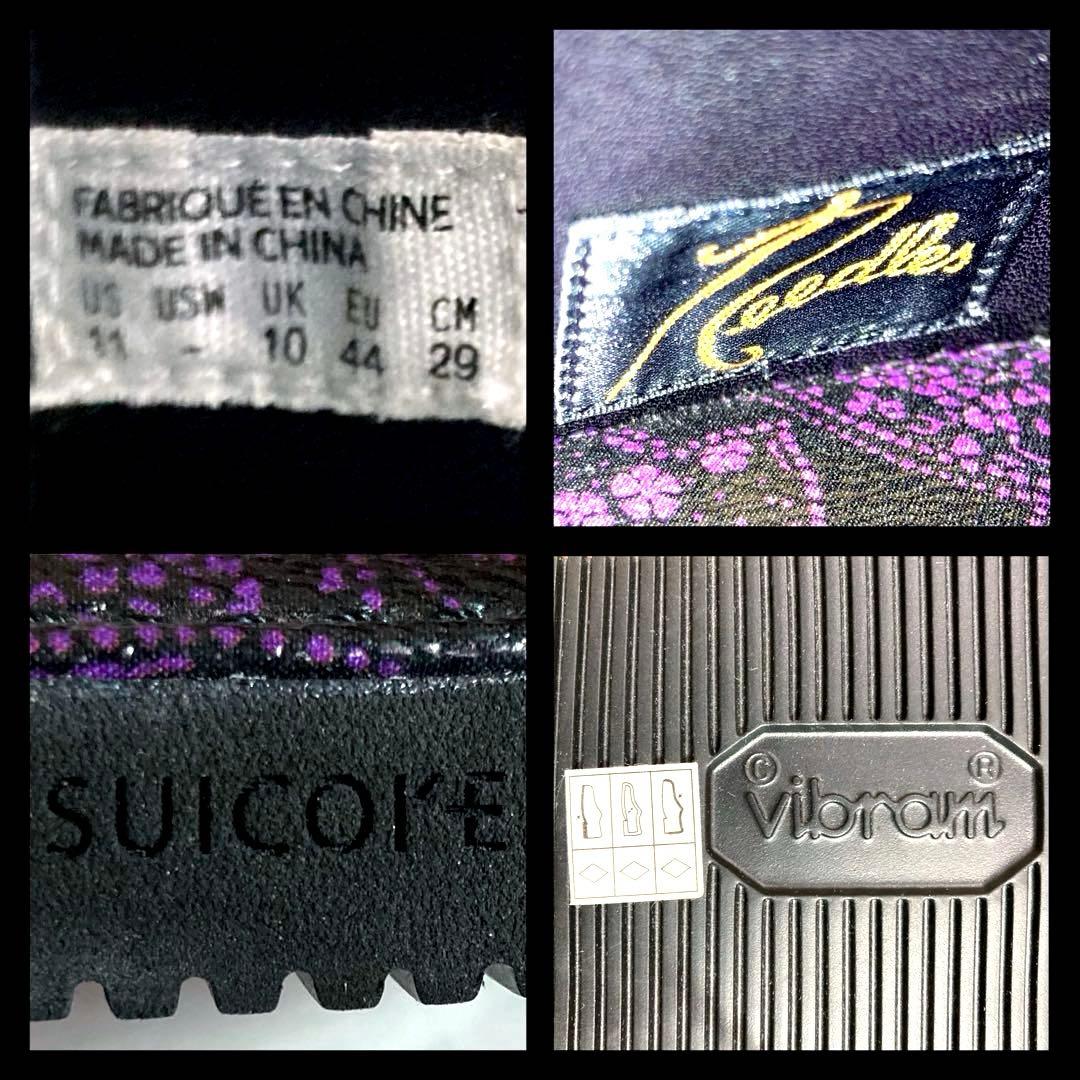 FABRIQUÉ EN CHINE
MADE IN CHINA
US USW UK EU CM
11 - 10 44 29
Needles
SUICOKE
© vibram ®